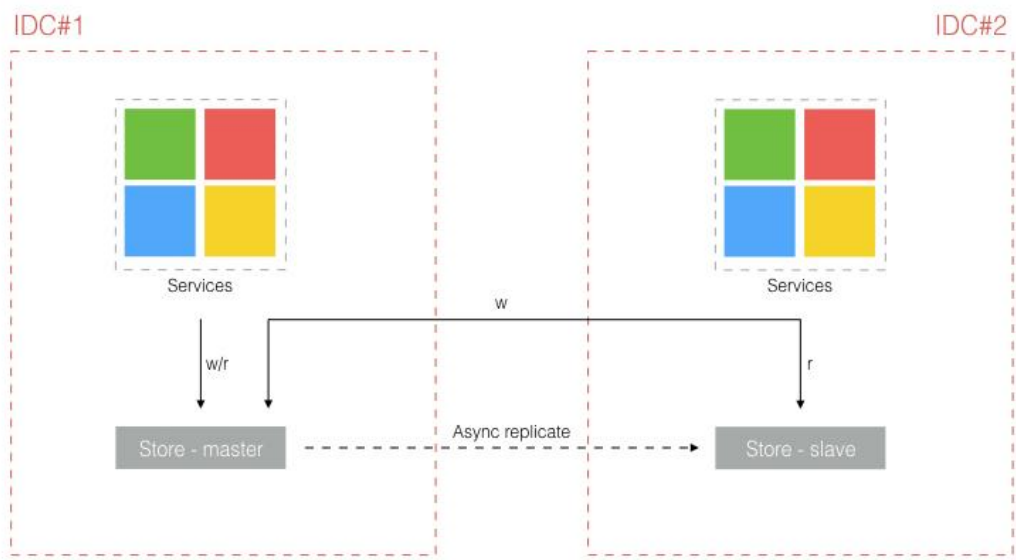 IDC#1
IDC#2
Services
Services
w
w/r
r
Async replicate
Store - master
Store - slave